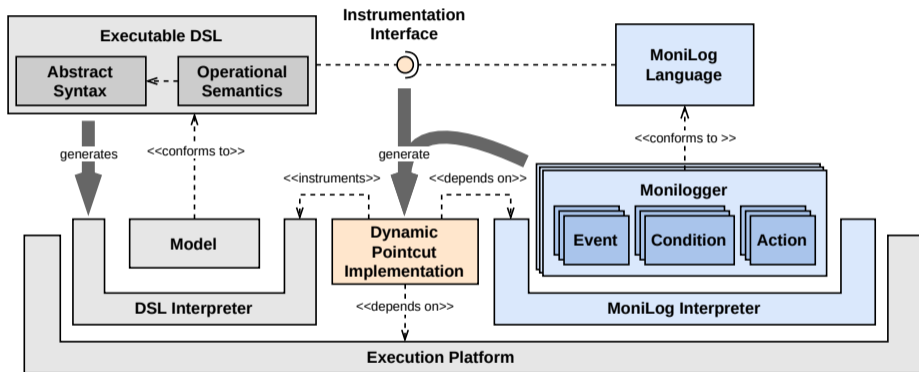 Instrumentation
Interface
Executable DSL
Abstract
Syntax
Operational
Semantics
MoniLog
Language
generates
<<conforms to>>
generate
<<conforms to >>
<<instruments>>
<<depends on>>
Monilogger
Event
Condition
Action
Model
Dynamic
Pointcut
Implementation
DSL Interpreter
<<depends on>>
MoniLog Interpreter
Execution Platform